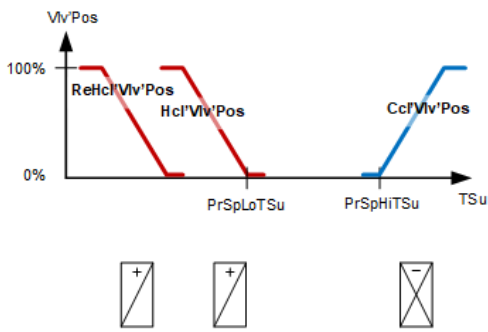 Vlv'Pos
100%
ReHcl'Vlv'Pos
Hcl'Vlv'Pos
Ccl'Vlv'Pos
0%
PrSpLoTSu
PrSpHiTSu
TSu
+
+
−